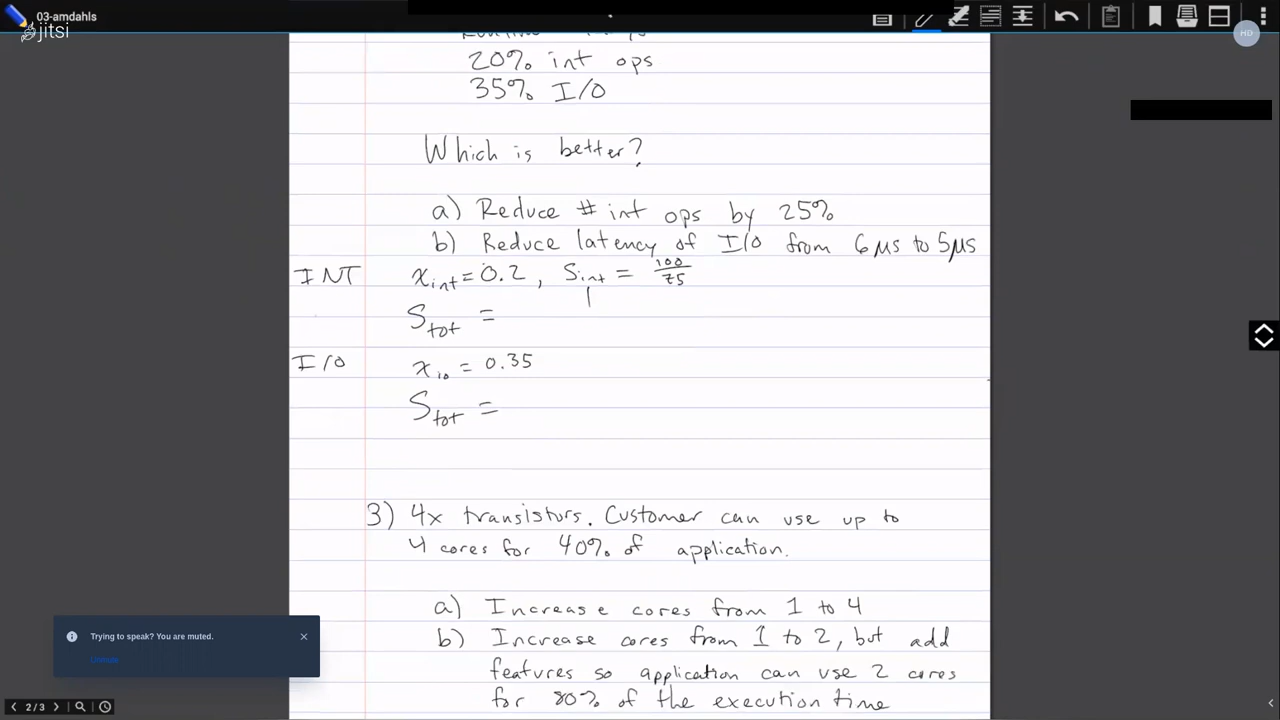 03-amdahls
jitsi
HD
20% int ops
35% I/O
Which is better?
a) Reduce # int ops by 25%
b) Reduce latency of I/O from 6 μs to 5μs
INT x_int = 0.2, S_int = 100/75
S_tot =
I/O x_io = 0.35
S_tot =
3) 4x transistors. Customer can use up to
4 cores for 40% of application.
a) Increase cores from 1 to 4
b) Increase cores from 1 to 2, but add
features so application can use 2 cores
for 80% of the execution time
Trying to speak? You are muted.
Unmute
2/3